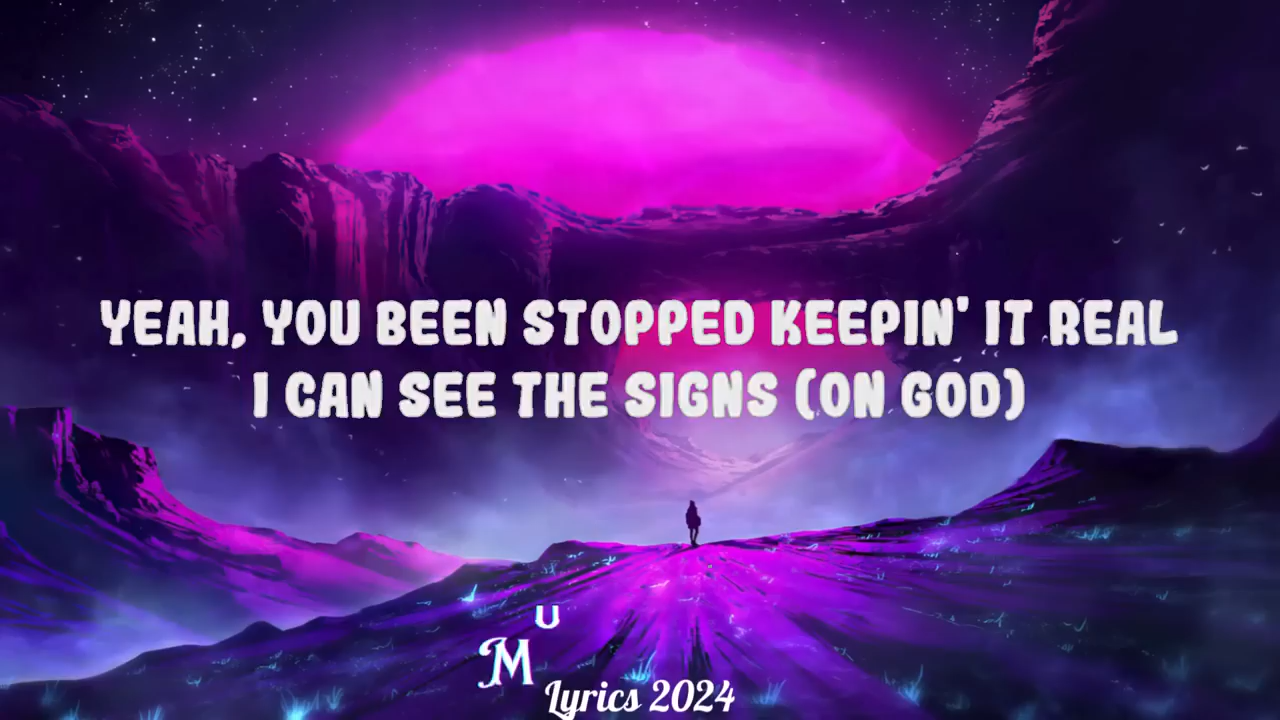 YEAH, YOU BEEN STOPPED KEEPIN' IT REAL
I CAN SEE THE SIGNS (ON GOD)
U
M
Lyrics 2024